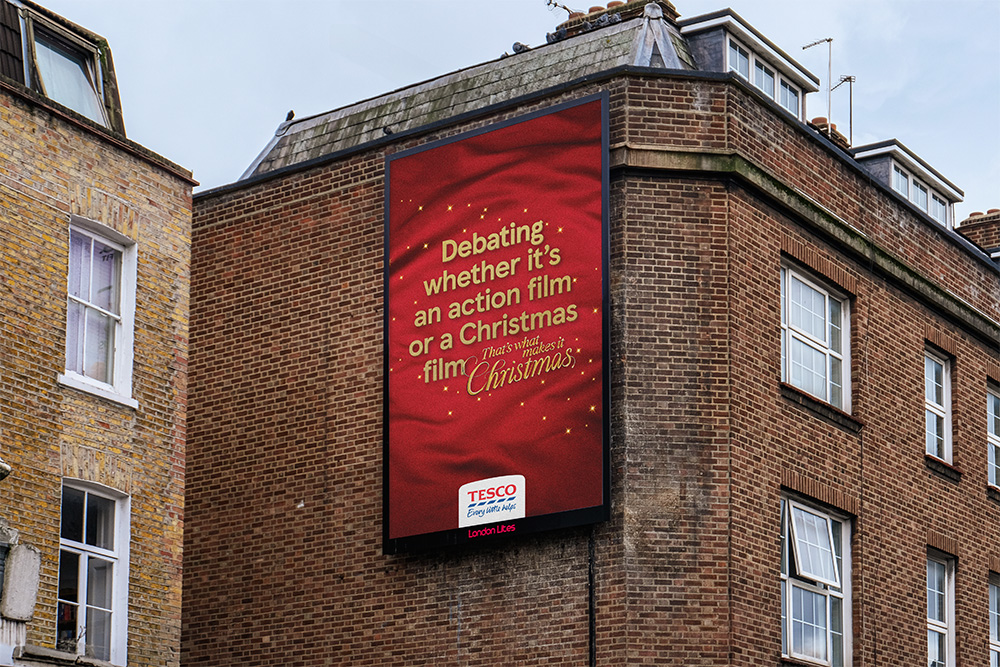 Debating
whether it's
an action film
or a Christmas
film
That's what
makes it
Christmas,
TESCO
Every little helps
London Lites